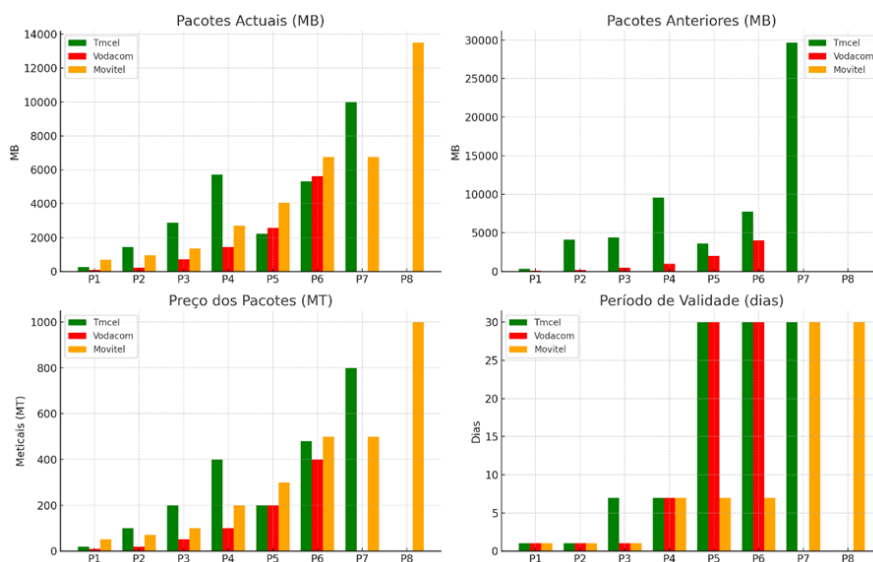 Pacotes Actuais (MB)
14000
12000
10000
8000
6000
4000
2000
0
MB
Tmcel
Vodacom
Movitel
P1 P2 P3 P4 P5 P6 P7 P8
Pacotes Anteriores (MB)
30000
25000
20000
15000
10000
5000
0
MB
Tmcel
Vodacom
Movitel
P1 P2 P3 P4 P5 P6 P7 P8
Preço dos Pacotes (MT)
1000
800
600
400
200
0
Meticais (MT)
Tmcel
Vodacom
Movitel
P1 P2 P3 P4 P5 P6 P7 P8
Período de Validade (dias)
30
25
20
15
10
5
0
Dias
Tmcel
Vodacom
Movitel
P1 P2 P3 P4 P5 P6 P7 P8